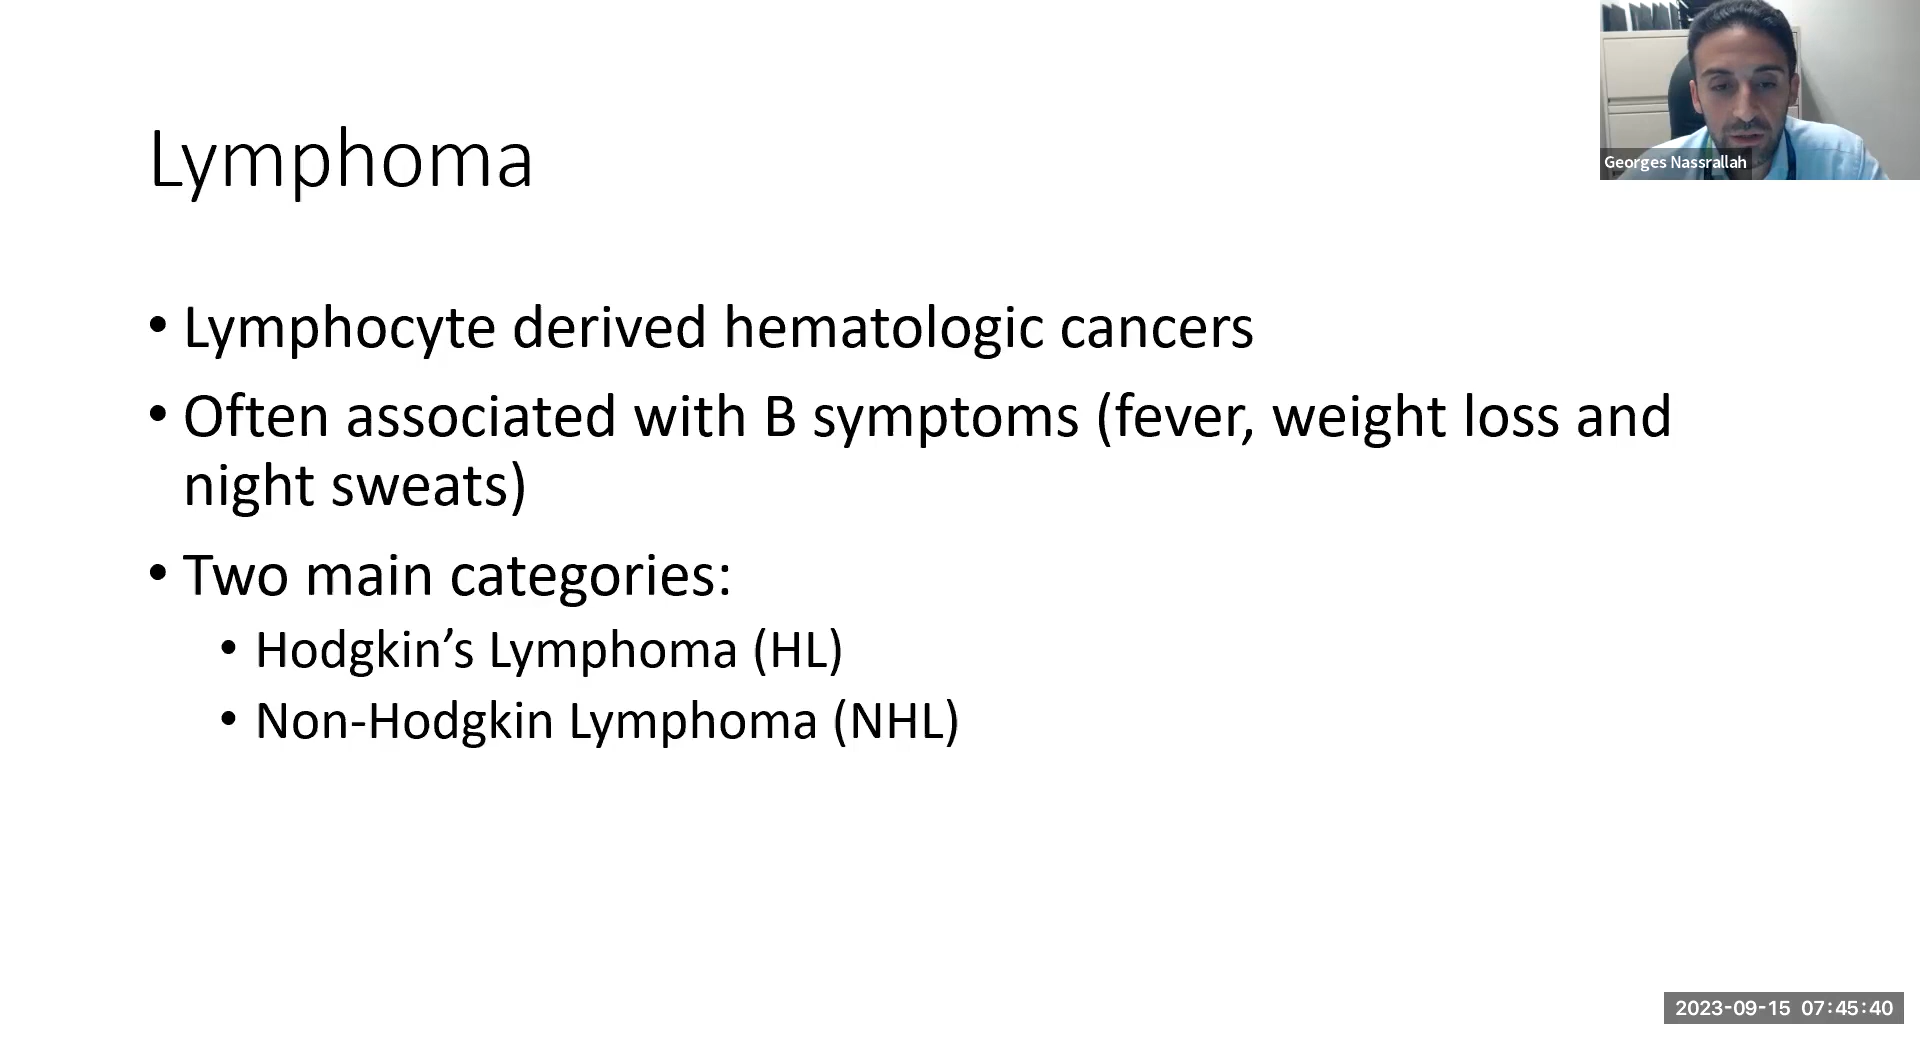 Georges Nassrallah
Lymphoma
• Lymphocyte derived hematologic cancers
• Often associated with B symptoms (fever, weight loss and
night sweats)
• Two main categories:
• Hodgkin’s Lymphoma (HL)
• Non-Hodgkin Lymphoma (NHL)
2023-09-15 07:45:40